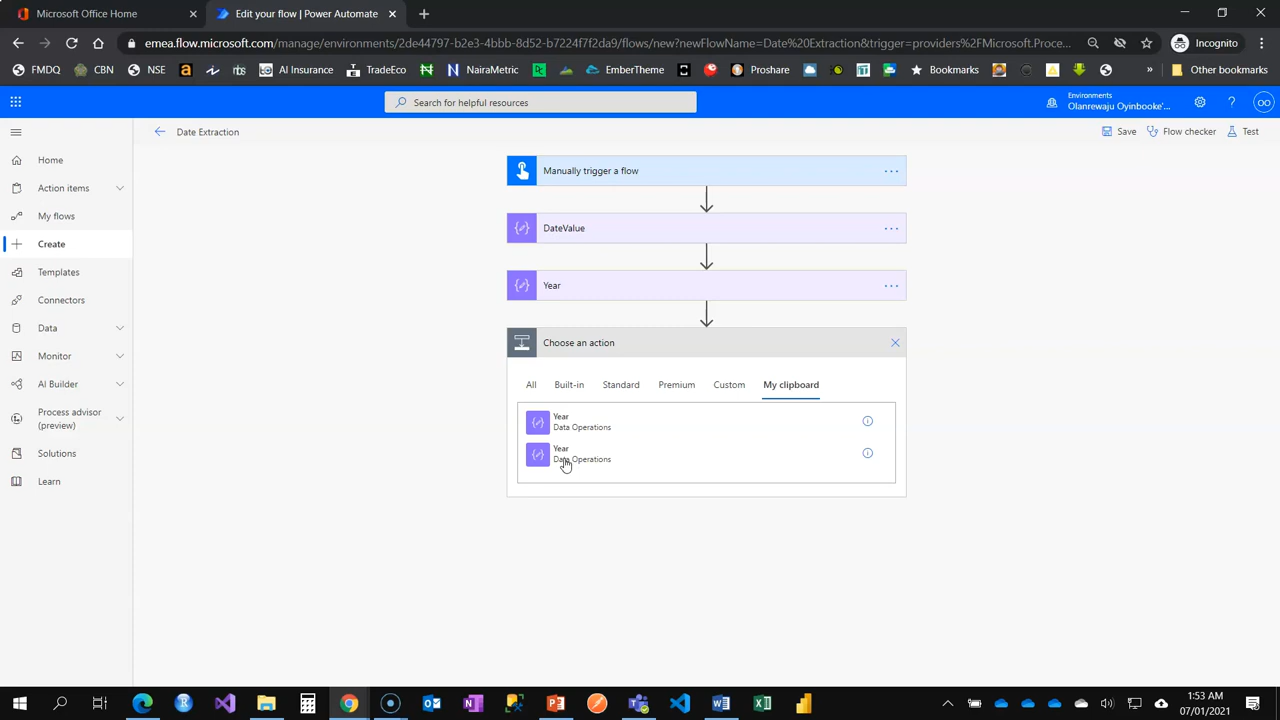 Microsoft Office Home
Edit your flow | Power Automate
emea.flow.microsoft.com/manage/environments/2de44797-b2e2-4bbb-8d52-b7224f7f2da9/flows/new?newFlowName=Date%20Extraction&trigger=providers%2FMicrosoft.Proce...
Incognito
FMDQ
CBN
NSE
AI Insurance
TradeEco
NairaMetric
EmberTheme
Proshare
Bookmarks
Other bookmarks
Search for helpful resources
Environments
Olanrewaju Oyinbooke'...
OO
Date Extraction
Save
Flow checker
Test
Home
Action items
My flows
Create
Templates
Connectors
Data
Monitor
AI Builder
Process advisor
(preview)
Solutions
Learn
Manually trigger a flow
DateValue
Year
Choose an action
All
Built-in
Standard
Premium
Custom
My clipboard
Year
Data Operations
Year
Data Operations
1:53 AM
07/01/2021